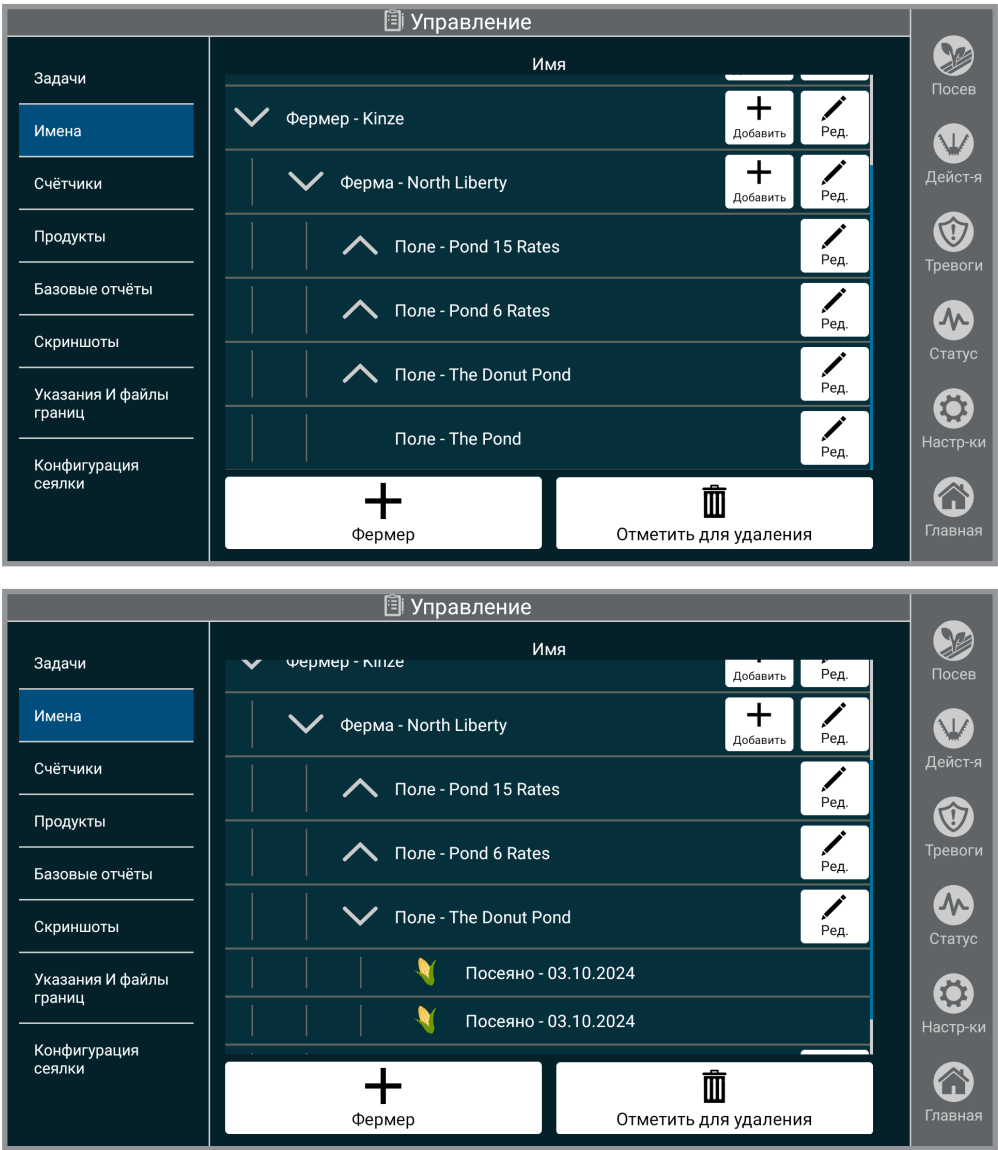 Управление
Задачи
Имена
Счётчики
Продукты
Базовые отчёты
Скриншоты
Указания И файлы
границ
Конфигурация
сеялки
Имя
Фермер - Kinze
Добавить
Ред.
Ферма - North Liberty
Добавить
Ред.
Поле - Pond 15 Rates
Ред.
Поле - Pond 6 Rates
Ред.
Поле - The Donut Pond
Ред.
Поле - The Pond
Ред.
Фермер
Отметить для удаления
Посев
Дейст-я
Тревоги
Статус
Настр-ки
Главная
Управление
Задачи
Имена
Счётчики
Продукты
Базовые отчёты
Скриншоты
Указания И файлы
границ
Конфигурация
сеялки
Имя
Фермер - Kinze
Добавить
Ред.
Ферма - North Liberty
Добавить
Ред.
Поле - Pond 15 Rates
Ред.
Поле - Pond 6 Rates
Ред.
Поле - The Donut Pond
Ред.
Посеяно - 03.10.2024
Посеяно - 03.10.2024
Фермер
Отметить для удаления
Посев
Дейст-я
Тревоги
Статус
Настр-ки
Главная